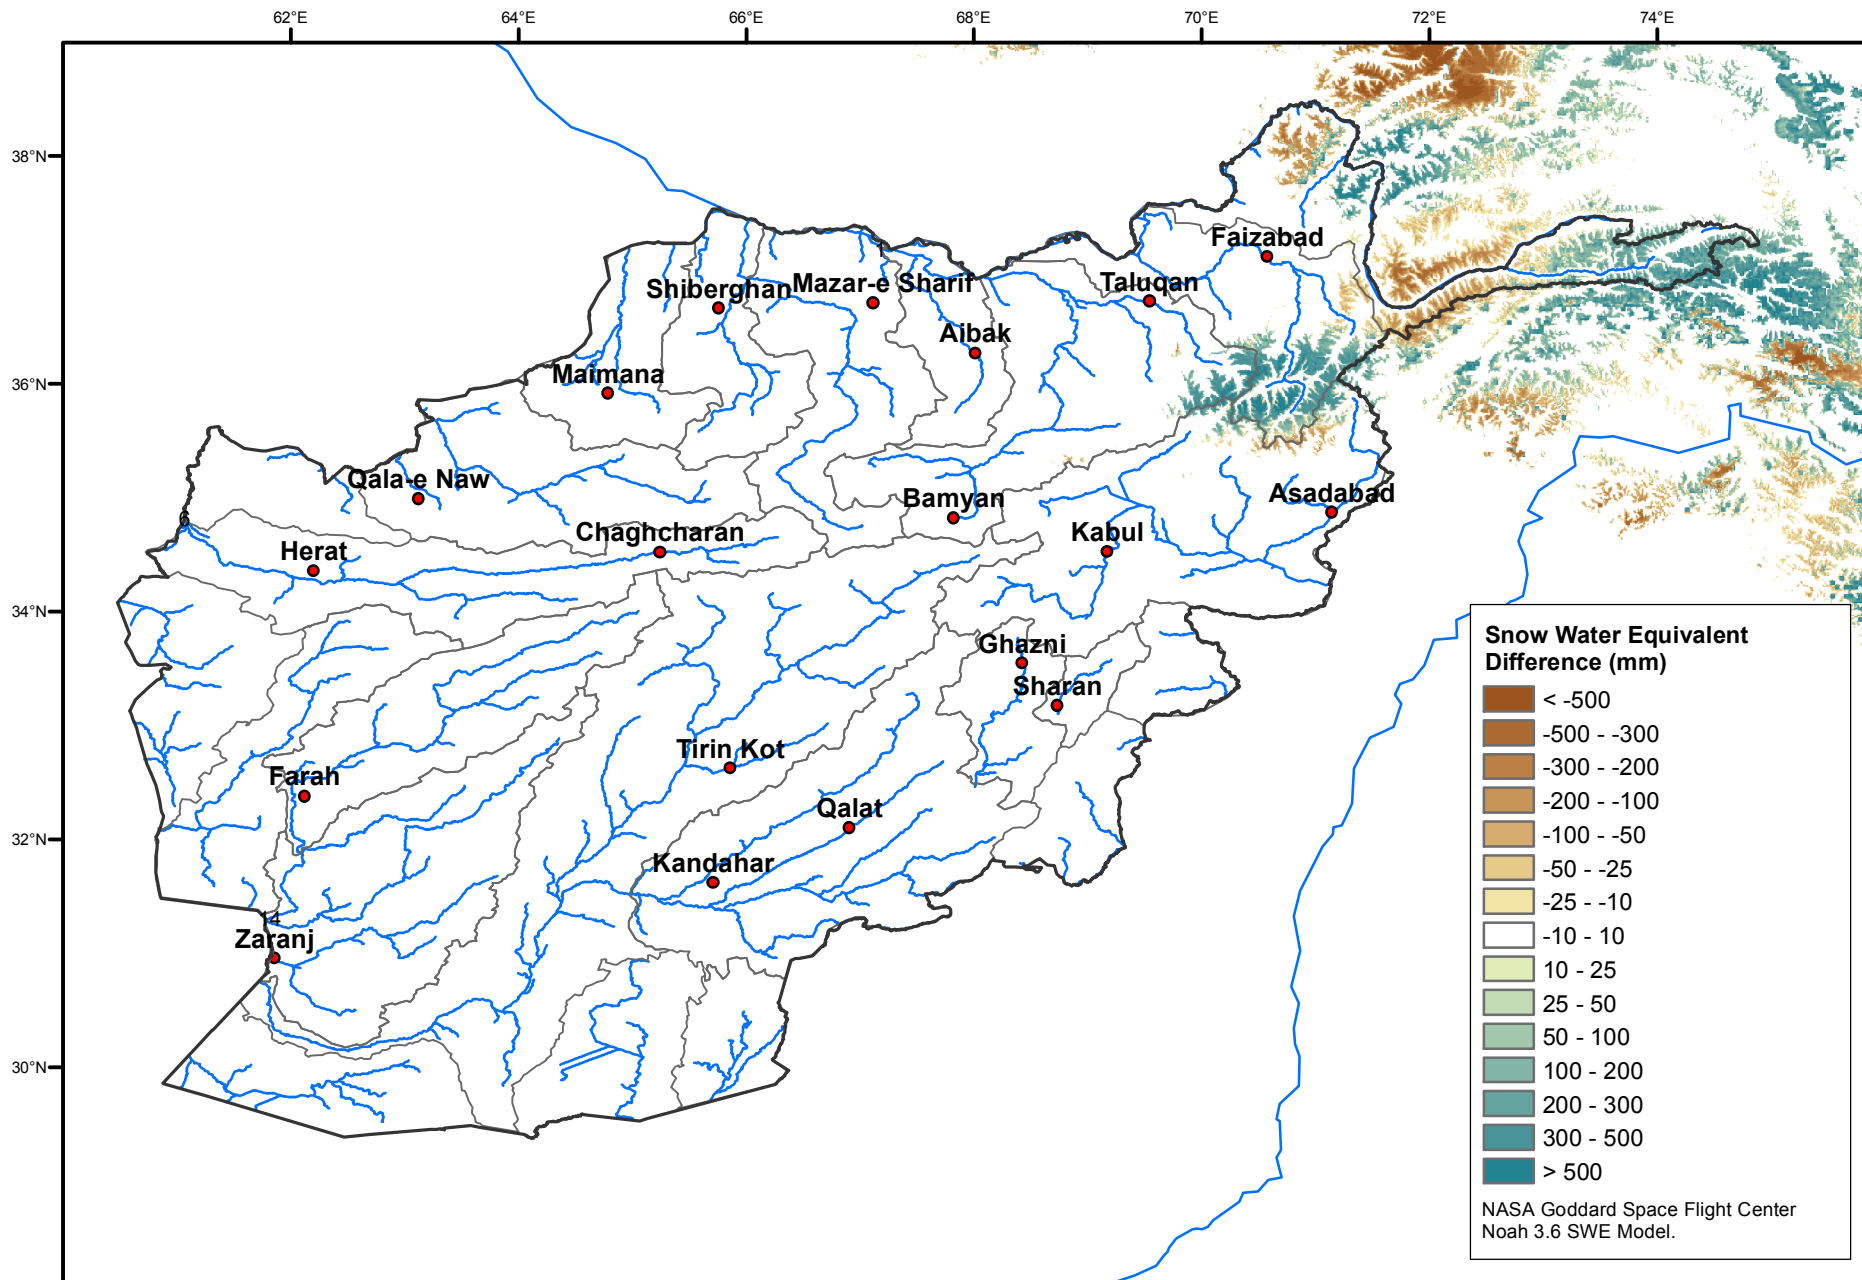 62°E 64°E 66°E 68°E 70°E 72°E 74°E
38°N
36°N
34°N
32°N
30°N
Faizabad
Shiberghan
Mazar-e Sharif
Taluqan
Aibak
Maimana
Qala-e Naw
Bamyan
Asadabad
6
Chaghcharan
Kabul
Herat
Ghazni
Sharan
Tirin Kot
Farah
Qalat
Kandahar
14
Zaranj
Snow Water Equivalent
Difference (mm)
< -500
-500 - -300
-300 - -200
-200 - -100
-100 - -50
-50 - -25
-25 - -10
-10 - 10
10 - 25
25 - 50
50 - 100
100 - 200
200 - 300
300 - 500
> 500
NASA Goddard Space Flight Center
Noah 3.6 SWE Model.